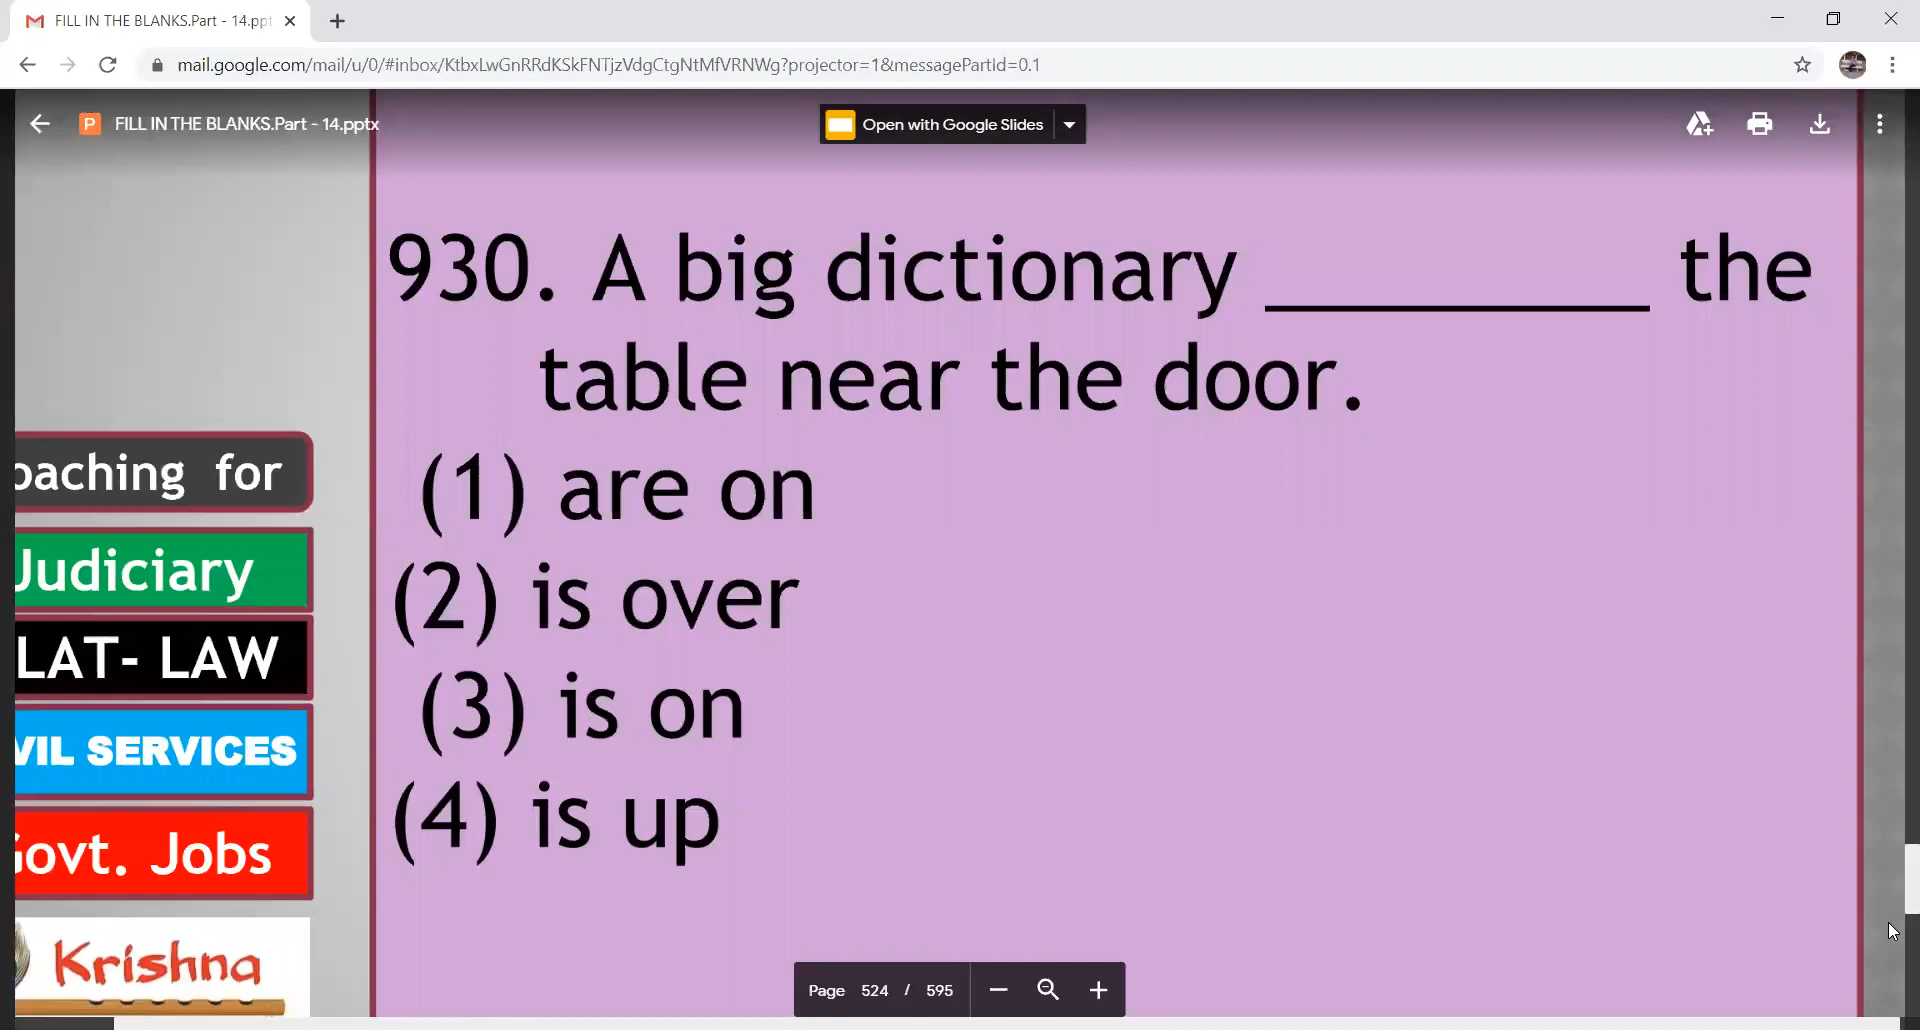 FILL IN THE BLANKS.Part - 14.ppt
mail.google.com/mail/u/0/#inbox/KtbxLwGnRRdKSkFNTjzVdgCtgNtMfVRNWg?projector=1&messagePartId=0.1
P FILL IN THE BLANKS.Part - 14.pptx
Open with Google Slides
930. A big dictionary __________ the
table near the door.
(1) are on
(2) is over
(3) is on
(4) is up
oaching for
Judiciary
LAT- LAW
VIL SERVICES
Govt. Jobs
Krishna
Page 524 / 595